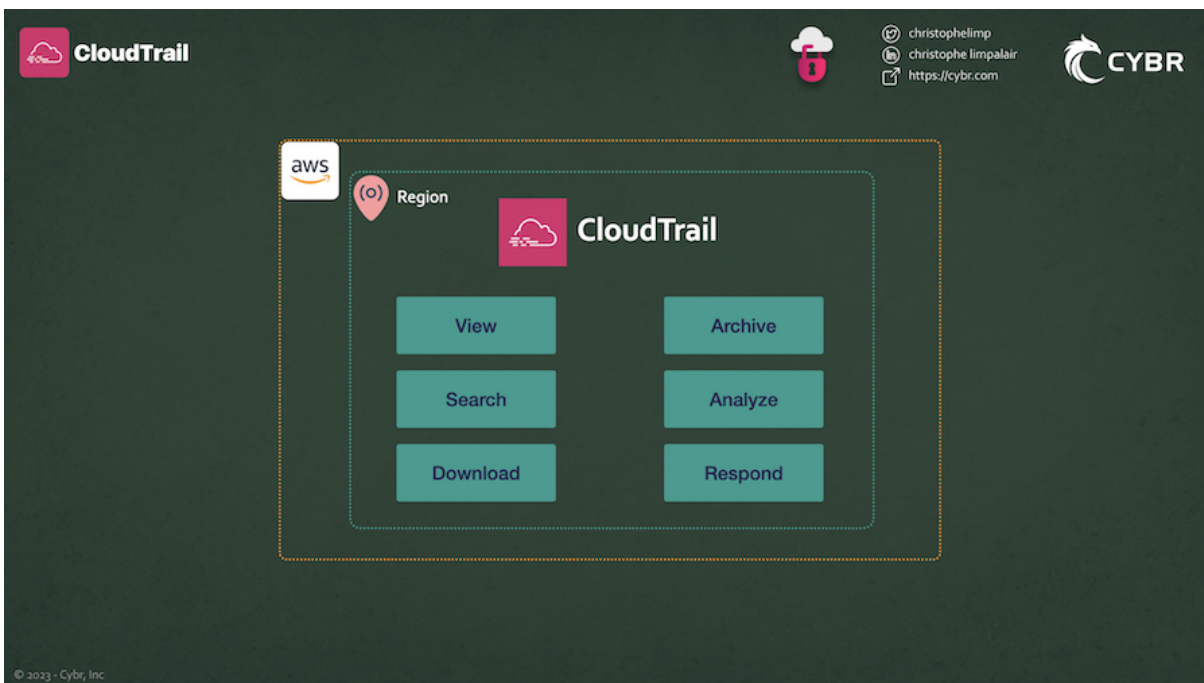 CloudTrail
christophelimp
christophe limpalair
https://cybr.com
CYBR
aws
Region
CloudTrail
View
Archive
Search
Analyze
Download
Respond
© 2023 - Cybr, Inc